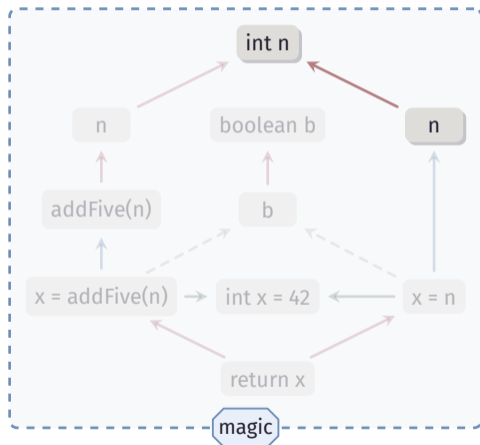 int n
n
boolean b
n
addFive(n)
b
x = addFive(n)
int x = 42
x = n
return x
magic